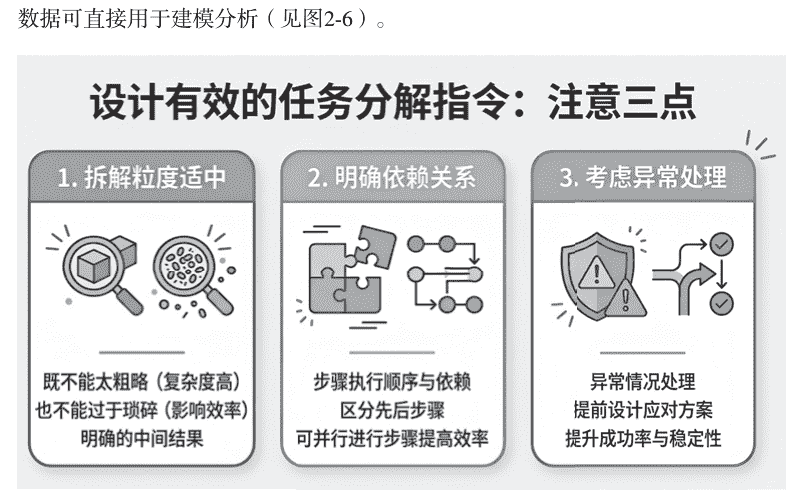 数据可直接用于建模分析（见图2-6）。
设计有效的任务分解指令：注意三点
1. 拆解粒度适中
既不能太粗略（复杂度高）
也不能过于琐碎（影响效率）
明确的中间结果
2. 明确依赖关系
步骤执行顺序与依赖
区分先后步骤
可并行进行步骤提高效率
3. 考虑异常处理
异常情况处理
提前设计应对方案
提升成功率与稳定性